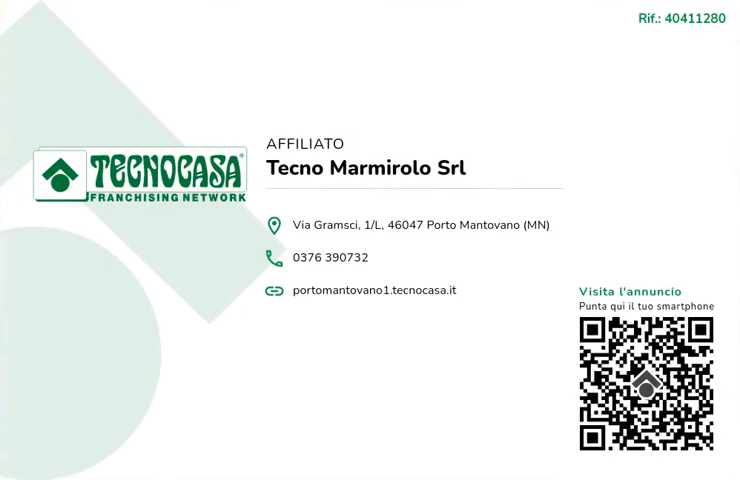 Rif.: 40411280
TECNOCASA®
FRANCHISING NETWORK
AFFILIATO
Tecno Marmirolo Srl
Via Gramsci, 1/L, 46047 Porto Mantovano (MN)
0376 390732
portomantovano1.tecnocasa.it
Visita l'annuncio
Punta qui il tuo smartphone